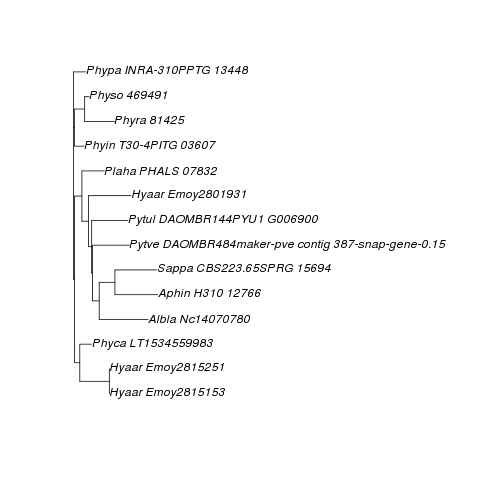 Phypa INRA-310PPTG 13448
Physo 469491
Phyra 81425
Phyin T30-4PITG 03607
Plaha PHALS 07832
Hyaar Emoy2801931
Pytul DAOMBR144PYU1 G006900
Pytve DAOMBR484maker-pve contig 387-snap-gene-0.15
Sappa CBS223.65SPRG 15694
Aphin H310 12766
Albla Nc14070780
Phyca LT1534559983
Hyaar Emoy2815251
Hyaar Emoy2815153